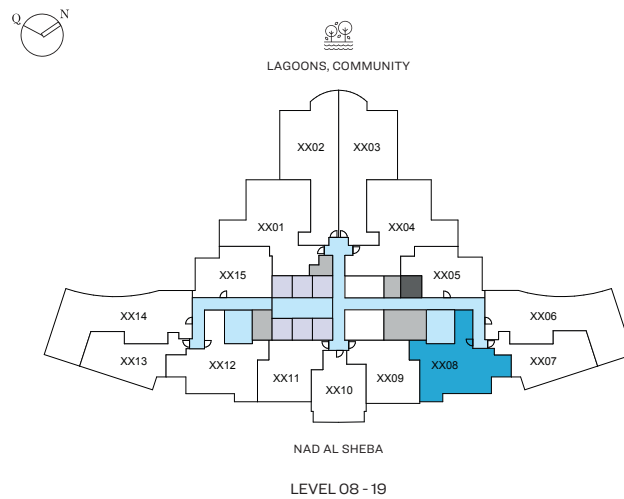 Q N
LAGOONS, COMMUNITY
XX02 XX03
XX01 XX04
XX15 XX05
XX14 XX06
XX13 XX12 XX11 XX10 XX09 XX08 XX07
NAD AL SHEBA
LEVEL 08 - 19